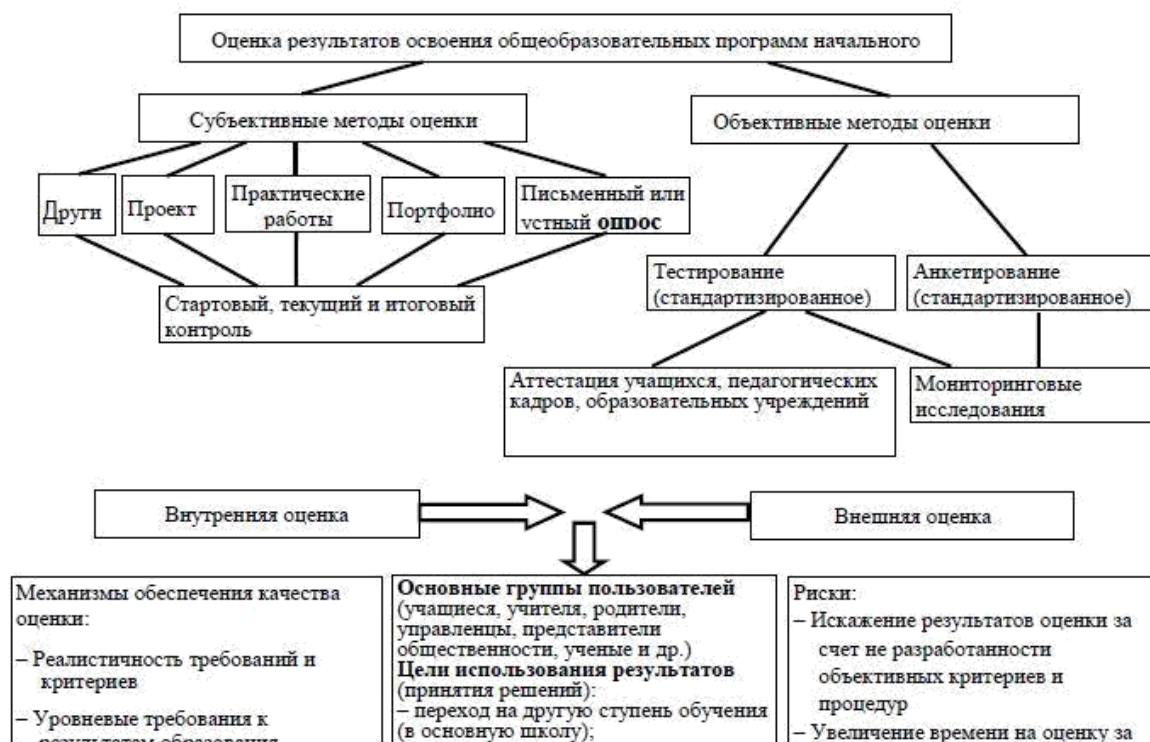 Оценка результатов освоения общеобразовательных программ начального
Субъективные методы оценки
Объективные методы оценки
Други
Проект
Практические
работы
Портфолио
Письменный или
устный опрос
Стартовый, текущий и итоговый
контроль
Тестирование
(стандартизированное)
Анкетирование
(стандартизированное)
Аттестация учащихся, педагогических
кадров, образовательных учреждений
Мониторинговые
исследования
Внутренняя оценка
Внешняя оценка
Механизмы обеспечения качества
оценки:
– Реалистичность требований и
критериев
– Уровневые требования к
результатам образования
Основные группы пользователей
(учащиеся, учителя, родители,
управленцы, представители
общественности, ученые и др.)
Цели использования результатов
(принятия решений):
– переход на другую ступень обучения
(в основную школу);
Риски:
– Искажение результатов оценки за
счет не разработанности
объективных критериев и
процедур
– Увеличение времени на оценку за